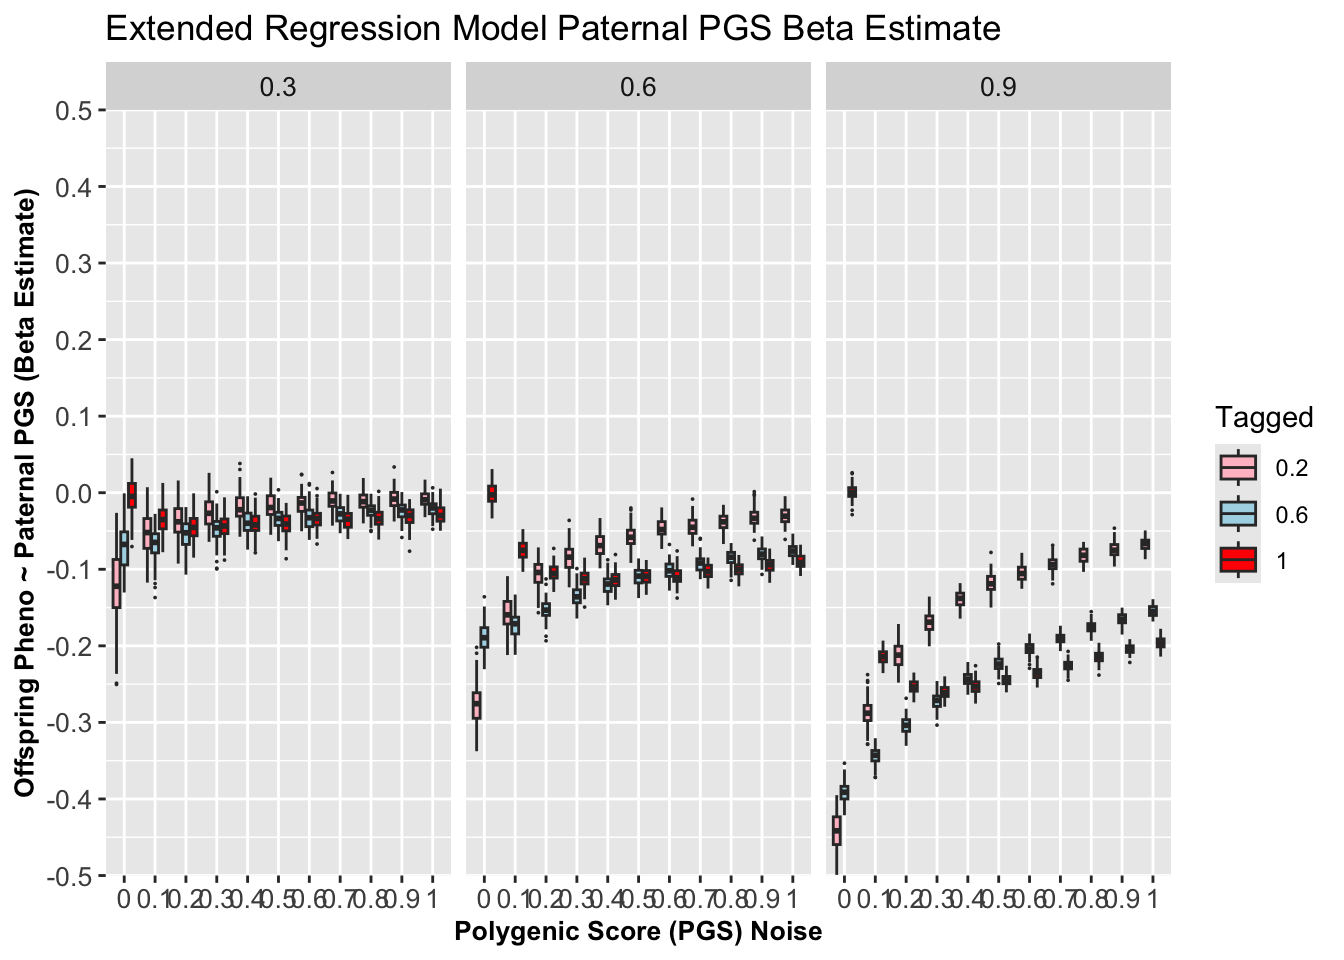 Extended Regression Model Paternal PGS Beta Estimate
0.3 0.6 0.9
0.5
0.4
0.3
0.2
0.1
0.0
-0.1
-0.2
-0.3
-0.4
-0.5
Offspring Pheno ~ Paternal PGS (Beta Estimate)
0 0.1 0.2 0.3 0.4 0.5 0.6 0.7 0.8 0.9 1 0 0.1 0.2 0.3 0.4 0.5 0.6 0.7 0.8 0.9 1 0 0.1 0.2 0.3 0.4 0.5 0.6 0.7 0.8 0.9 1
Polygenic Score (PGS) Noise
Tagged
0.2
0.6
1